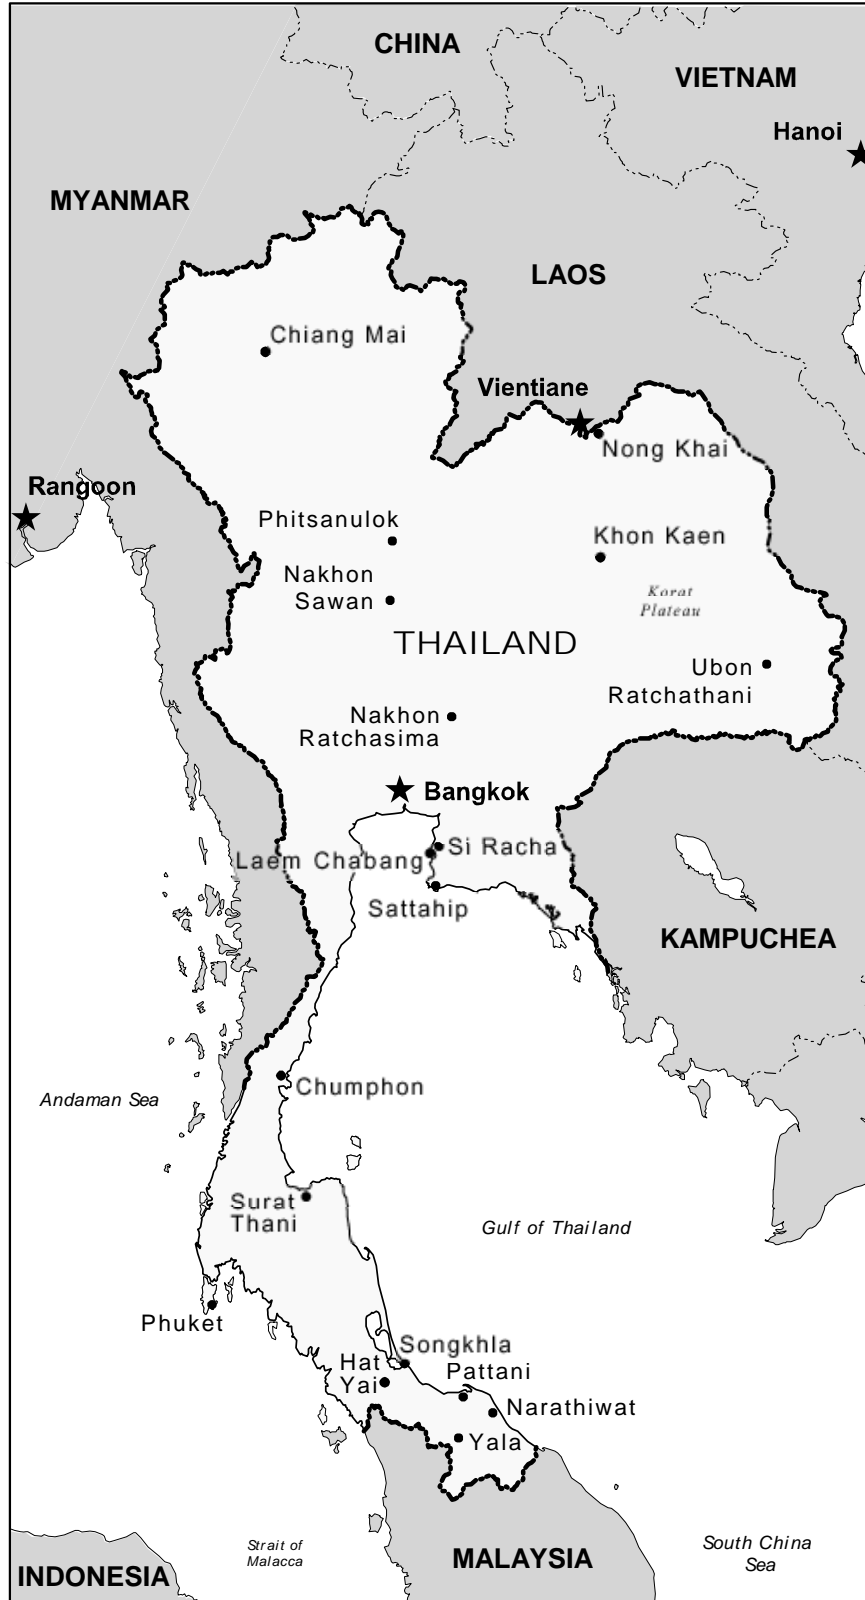 CHINA
VIETNAM
Hanoi
MYANMAR
LAOS
Chiang Mai
Vientiane
Nong Khai
Rangoon
Phitsanulok
Khon Kaen
Nakhon
Sawan
Korat
Plateau
THAILAND
Ubon
Ratchathani
Nakhon
Ratchasima
Bangkok
Si Racha
Laem Chabang
Sattahip
KAMPUCHEA
Chumphon
Andaman Sea
Surat
Thani
Gulf of Thailand
Phuket
Songkhla
Hat
Yai
Pattani
Narathiwat
Yala
Strait of
Malacca
South China
Sea
MALAYSIA
INDONESIA